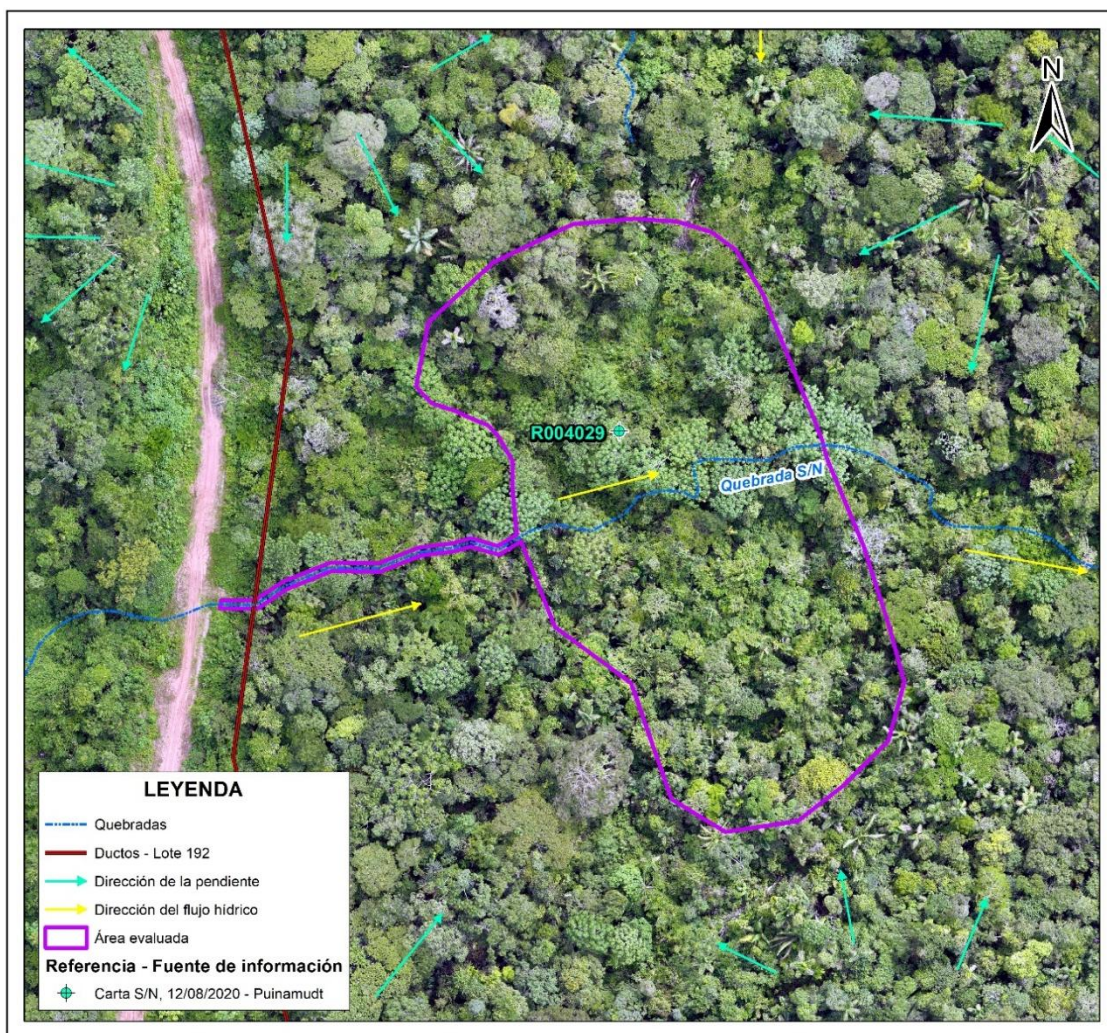 N
R004029
Quebrada S/N
LEYENDA
Quebradas
Ductos - Lote 192
Dirección de la pendiente
Dirección del flujo hídrico
Área evaluada
Referencia - Fuente de información
Carta S/N, 12/08/2020 - Puinamudt